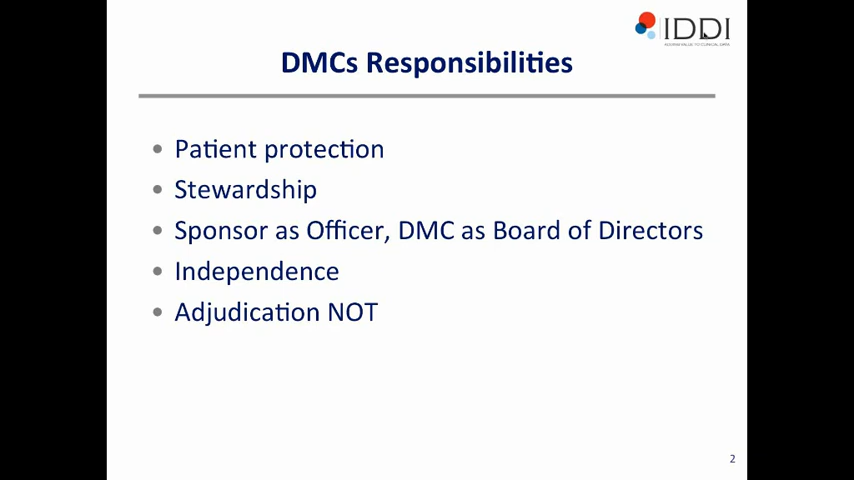 IDDI
DMCs Responsibilities
Patient protection
Stewardship
Sponsor as Officer, DMC as Board of Directors
Independence
Adjudication NOT
2